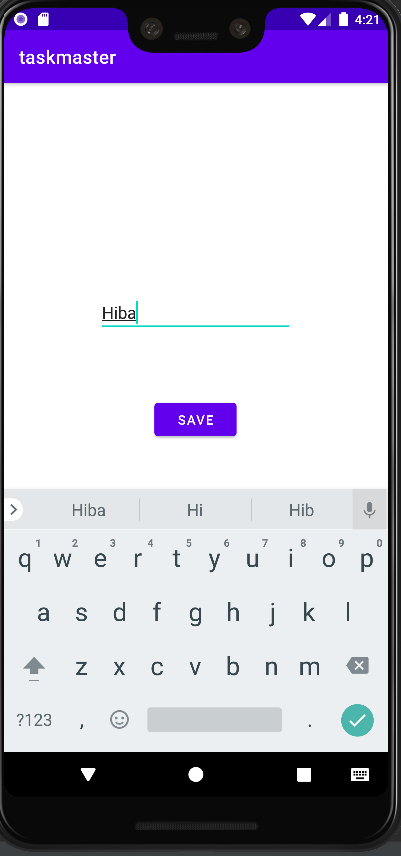 4:21
taskmaster
Hiba
SAVE
Hiba Hi Hib
1 2 3 4 5 6 7 8 9 0
q w e r t y u i o p
a s d f g h j k l
z x c v b n m
?123 , .